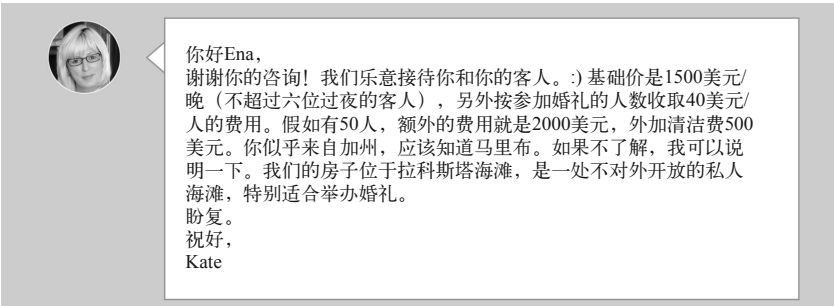 你好Ena，
谢谢你的咨询！我们乐意接待你和你的客人。:) 基础价是1500美元/
晚（不超过六位过夜的客人），另外按参加婚礼的人数收取40美元/
人的费用。假如有50人，额外的费用就是2000美元，外加清洁费500
美元。你似乎来自加州，应该知道马里布。如果不了解，我可以说
明一下。我们的房子位于拉科斯塔海滩，是一处不对外开放的私人
海滩，特别适合举办婚礼。
盼复。
祝好，
Kate